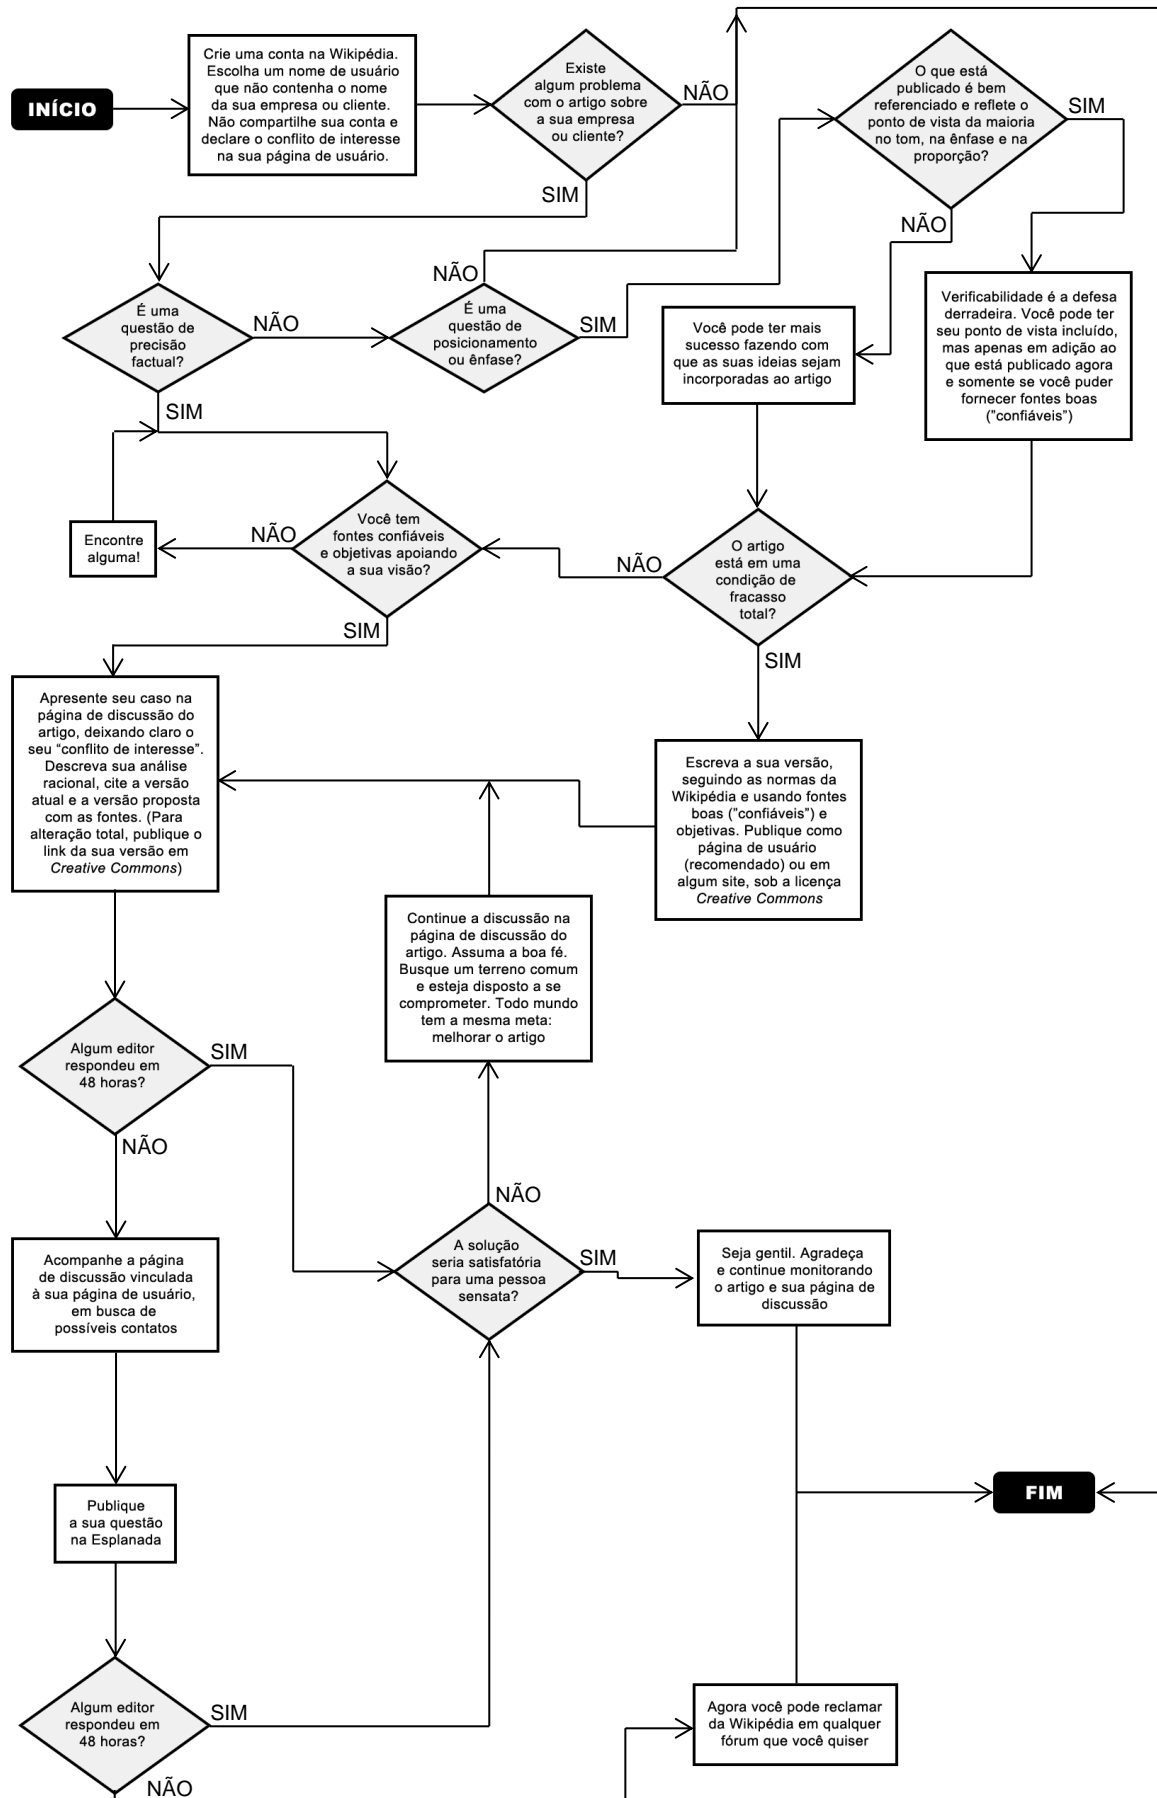 INÍCIO
Crie uma conta na Wikipédia.
Escolha um nome de usuário
que não contenha o nome
da sua empresa ou cliente.
Não compartilhe sua conta e
declare o conflito de interesse
na sua página de usuário.
Existe
algum problema
com o artigo sobre
a sua empresa
ou cliente?
NÃO
SIM
O que está
publicado é bem
referenciado e reflete o
ponto de vista da maioria
no tom, na ênfase e na
proporção?
SIM
NÃO
É uma
questão de
precisão
factual?
NÃO
SIM
NÃO
É uma
questão de
posicionamento
ou ênfase?
SIM
Você pode ter mais
sucesso fazendo com
que as suas ideias sejam
incorporadas ao artigo
Verificabilidade é a defesa
derradeira. Você pode ter
seu ponto de vista incluído,
mas apenas em adição ao
que está publicado agora
e somente se você puder
fornecer fontes boas
("confiáveis")
Encontre
alguma!
NÃO
Você tem
fontes confiáveis
e objetivas apoiando
a sua visão?
SIM
NÃO
O artigo
está em uma
condição de
fracasso
total?
SIM
Apresente seu caso na
página de discussão do
artigo, deixando claro o
seu “conflito de interesse”.
Descreva sua análise
racional, cite a versão
atual e a versão proposta
com as fontes. (Para
alteração total, publique o
link da sua versão em
Creative Commons)
Escreva a sua versão,
seguindo as normas da
Wikipédia e usando fontes
boas ("confiáveis") e
objetivas. Publique como
página de usuário
(recomendado) ou em
algum site, sob a licença
Creative Commons
Continue a discussão na
página de discussão do
artigo. Assuma a boa fé.
Busque um terreno comum
e esteja disposto a se
comprometer. Todo mundo
tem a mesma meta:
melhorar o artigo
Algum editor
respondeu em
48 horas?
SIM
NÃO
NÃO
A solução
seria satisfatória
para uma pessoa
sensata?
SIM
Seja gentil. Agradeça
e continue monitorando
o artigo e sua página de
discussão
Acompanhe a página
de discussão vinculada
à sua página de usuário,
em busca de
possíveis contatos
Publique
a sua questão
na Esplanada
FIM
Algum editor
respondeu em
48 horas?
SIM
NÃO
Agora você pode reclamar
da Wikipédia em qualquer
fórum que você quiser